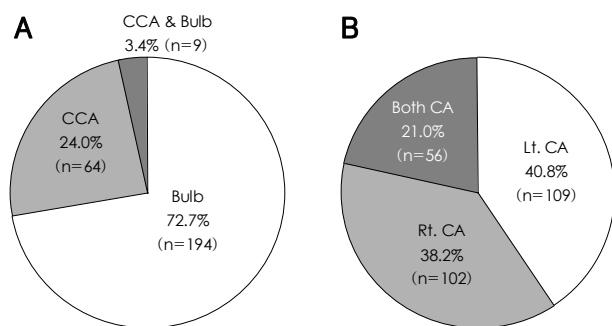 A
CCA & Bulb
3.4% (n=9)
CCA
24.0%
(n=64)
Bulb
72.7%
(n=194)
B
Both CA
21.0%
(n=56)
Lt. CA
40.8%
(n=109)
Rt. CA
38.2%
(n=102)